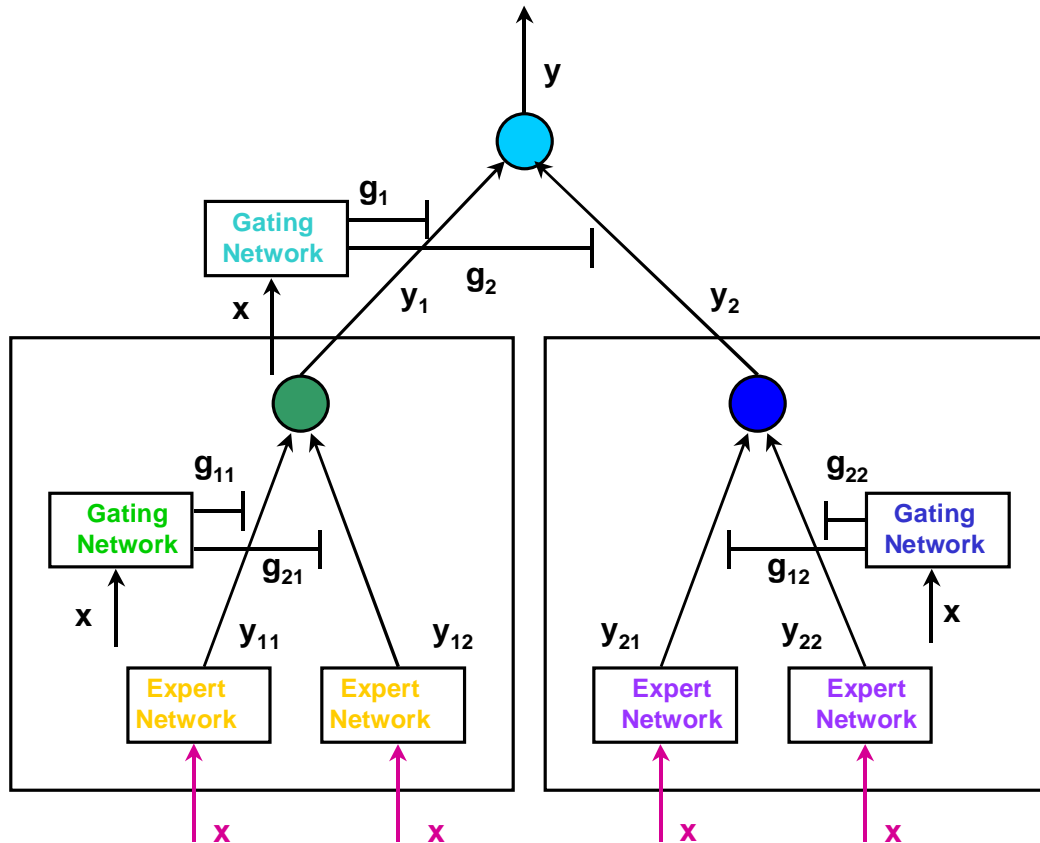 y
g₁
Gating
Network
g₂
x
y₁
y₂
g₁₁
g₂₂
Gating
Network
Gating
Network
g₂₁
g₁₂
x
x
y₁₁
y₁₂
y₂₁
y₂₂
Expert
Network
Expert
Network
Expert
Network
Expert
Network
x
x
x
x